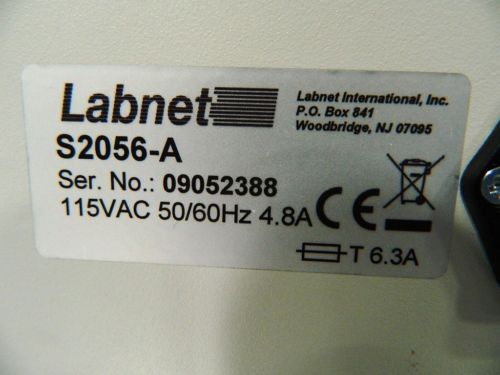 Labnet
Labnet International, Inc.
P.O. Box 841
Woodbridge, NJ 07095
S2056-A
Ser. No.: 09052388
115VAC 50/60Hz 4.8A CE
T 6.3A